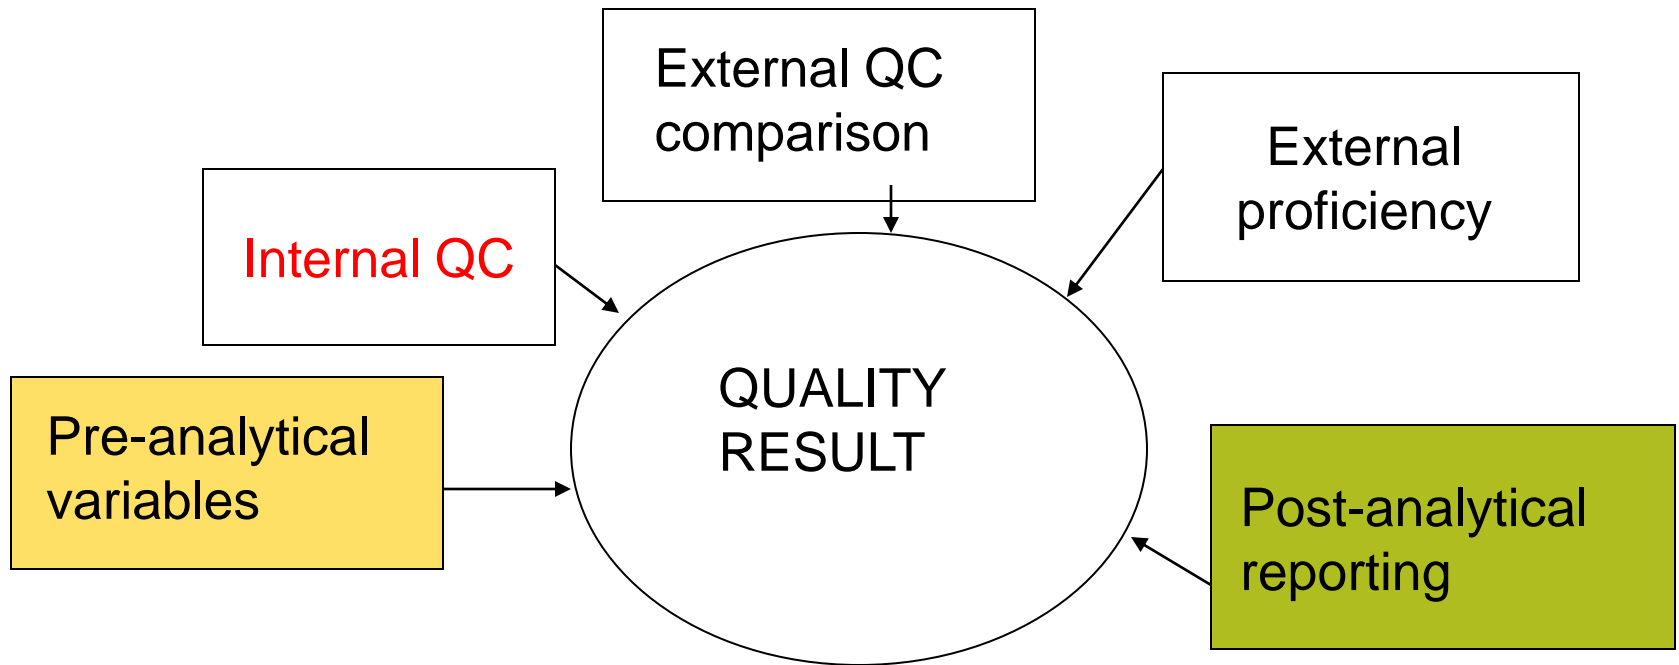 External QC
comparison
External
proficiency
Internal QC
QUALITY
RESULT
Pre-analytical
variables
Post-analytical
reporting